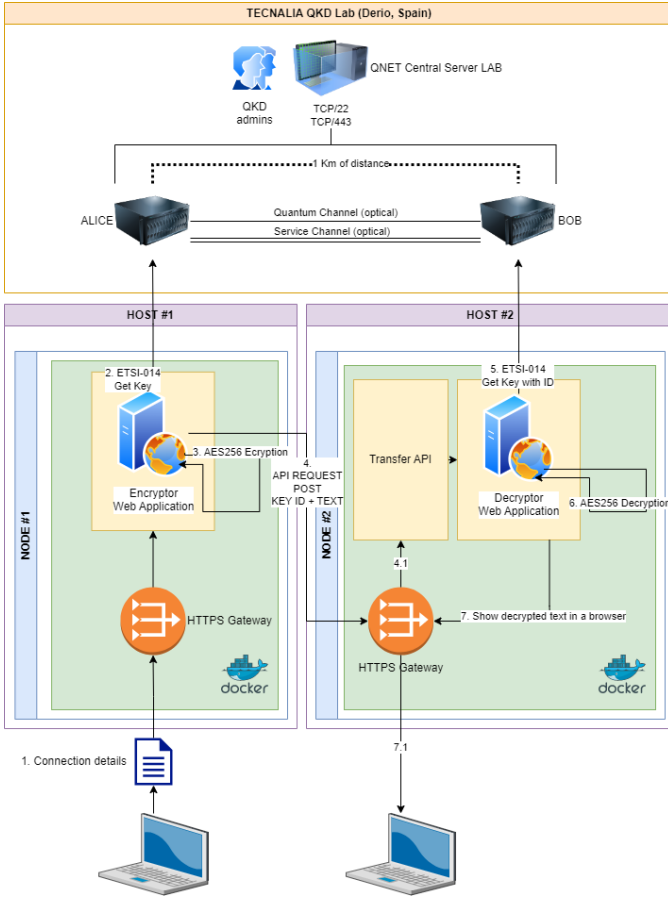 TECNALIA QKD Lab (Derio, Spain)
QNET Central Server LAB
QKD
admins
TCP/22
TCP/443
1 Km of distance
ALICE
Quantum Channel (optical)
Service Channel (optical)
BOB
HOST #1
HOST #2
2. ETSI-014
Get Key
5. ETSI-014
Get Key with ID
3. AES256 Ecryption
4.
API REQUEST
POST
KEY ID + TEXT
Transfer API
Encryptor
Web Application
Decryptor
Web Application
6. AES256 Decryption
NODE #1
NODE #2
4.1
HTTPS Gateway
7. Show decrypted text in a browser
HTTPS Gateway
docker
docker
7.1
1. Connection details